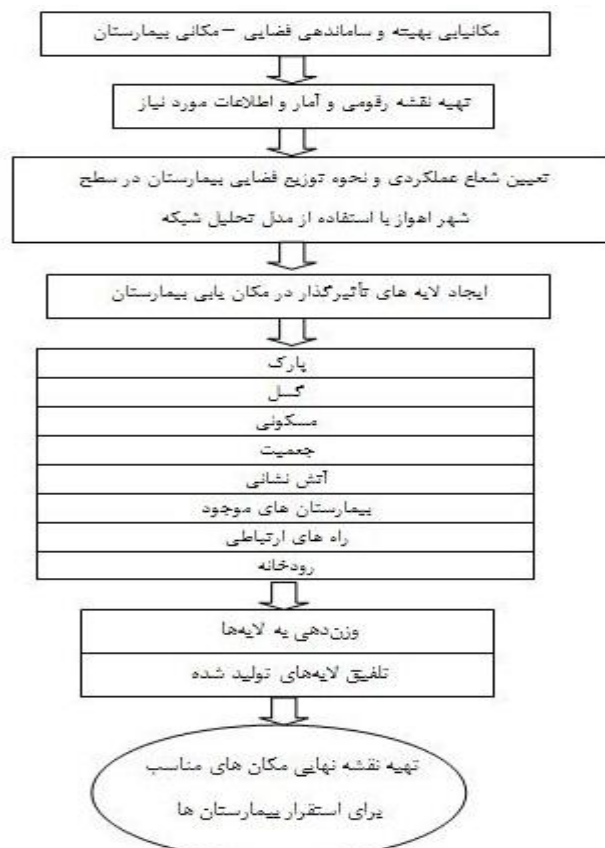 مکانیابی بهینه و ساماندهی فضایی – مکانی بیمارستان
تهیه نقشه رقومی و آمار و اطلاعات مورد نیاز
تعیین شعاع عملکردی و نحوه توزیع فضایی بیمارستان در سطح
شهر اهواز با استفاده از مدل تحلیل شبکه
ایجاد لایه های تأثیرگذار در مکان یابی بیمارستان
پارک
گسل
مسکونی
جمعیت
آتش نشانی
بیمارستان های موجود
راه های ارتباطی
رودخانه
وزن‌دهی به لایه‌ها
تلفیق لایه‌های تولید شده
تهیه نقشه نهایی مکان های مناسب
برای استقرار بیمارستان ها